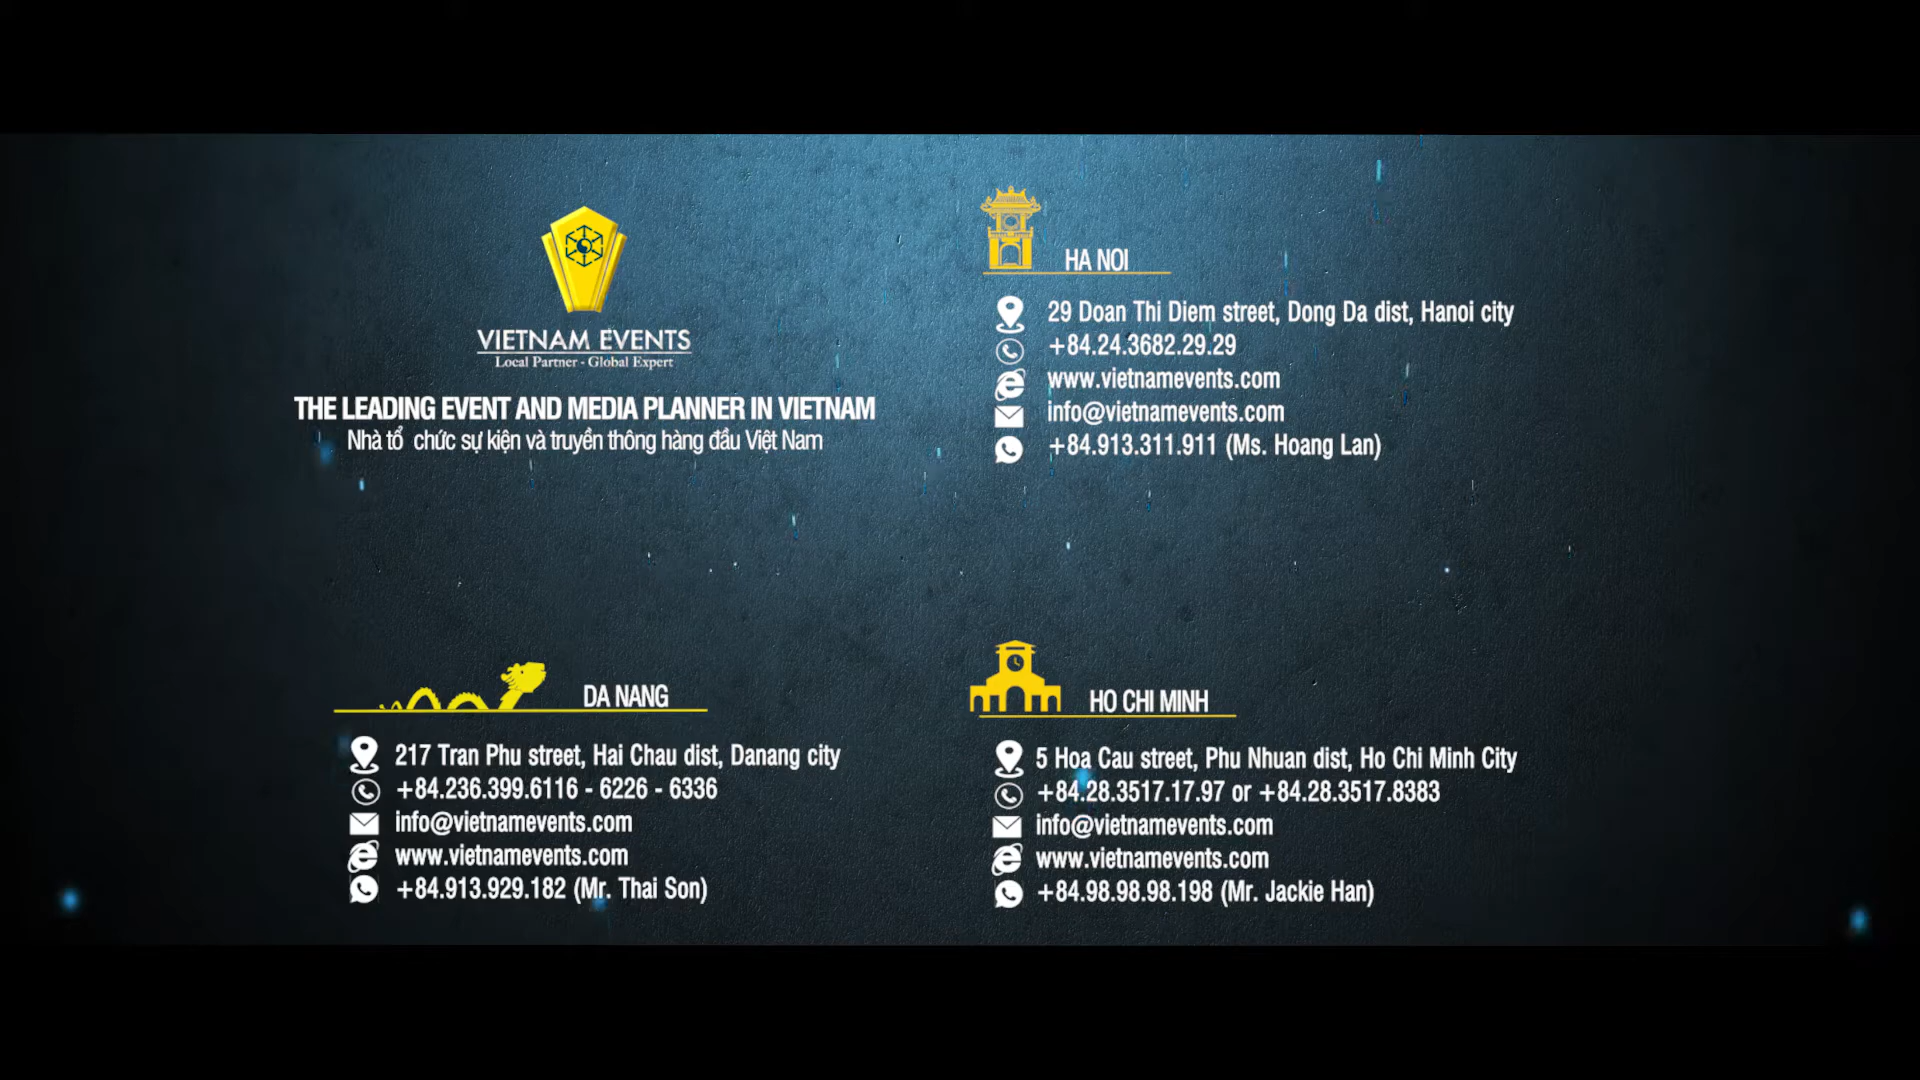 VIETNAM EVENTS
Local Partner - Global Expert
THE LEADING EVENT AND MEDIA PLANNER IN VIETNAM
Nhà tổ chức sự kiện và truyền thông hàng đầu Việt Nam
HA NOI
29 Doan Thi Diem street, Dong Da dist, Hanoi city
+84.24.3682.29.29
www.vietnamevents.com
info@vietnamevents.com
+84.913.311.911 (Ms. Hoang Lan)
DA NANG
217 Tran Phu street, Hai Chau dist, Danang city
+84.236.399.6116 - 6226 - 6336
info@vietnamevents.com
www.vietnamevents.com
+84.913.929.182 (Mr. Thai Son)
HO CHI MINH
5 Hoa Cau street, Phu Nhuan dist, Ho Chi Minh City
+84.28.3517.17.97 or +84.28.3517.8383
info@vietnamevents.com
www.vietnamevents.com
+84.98.98.98.198 (Mr. Jackie Han)